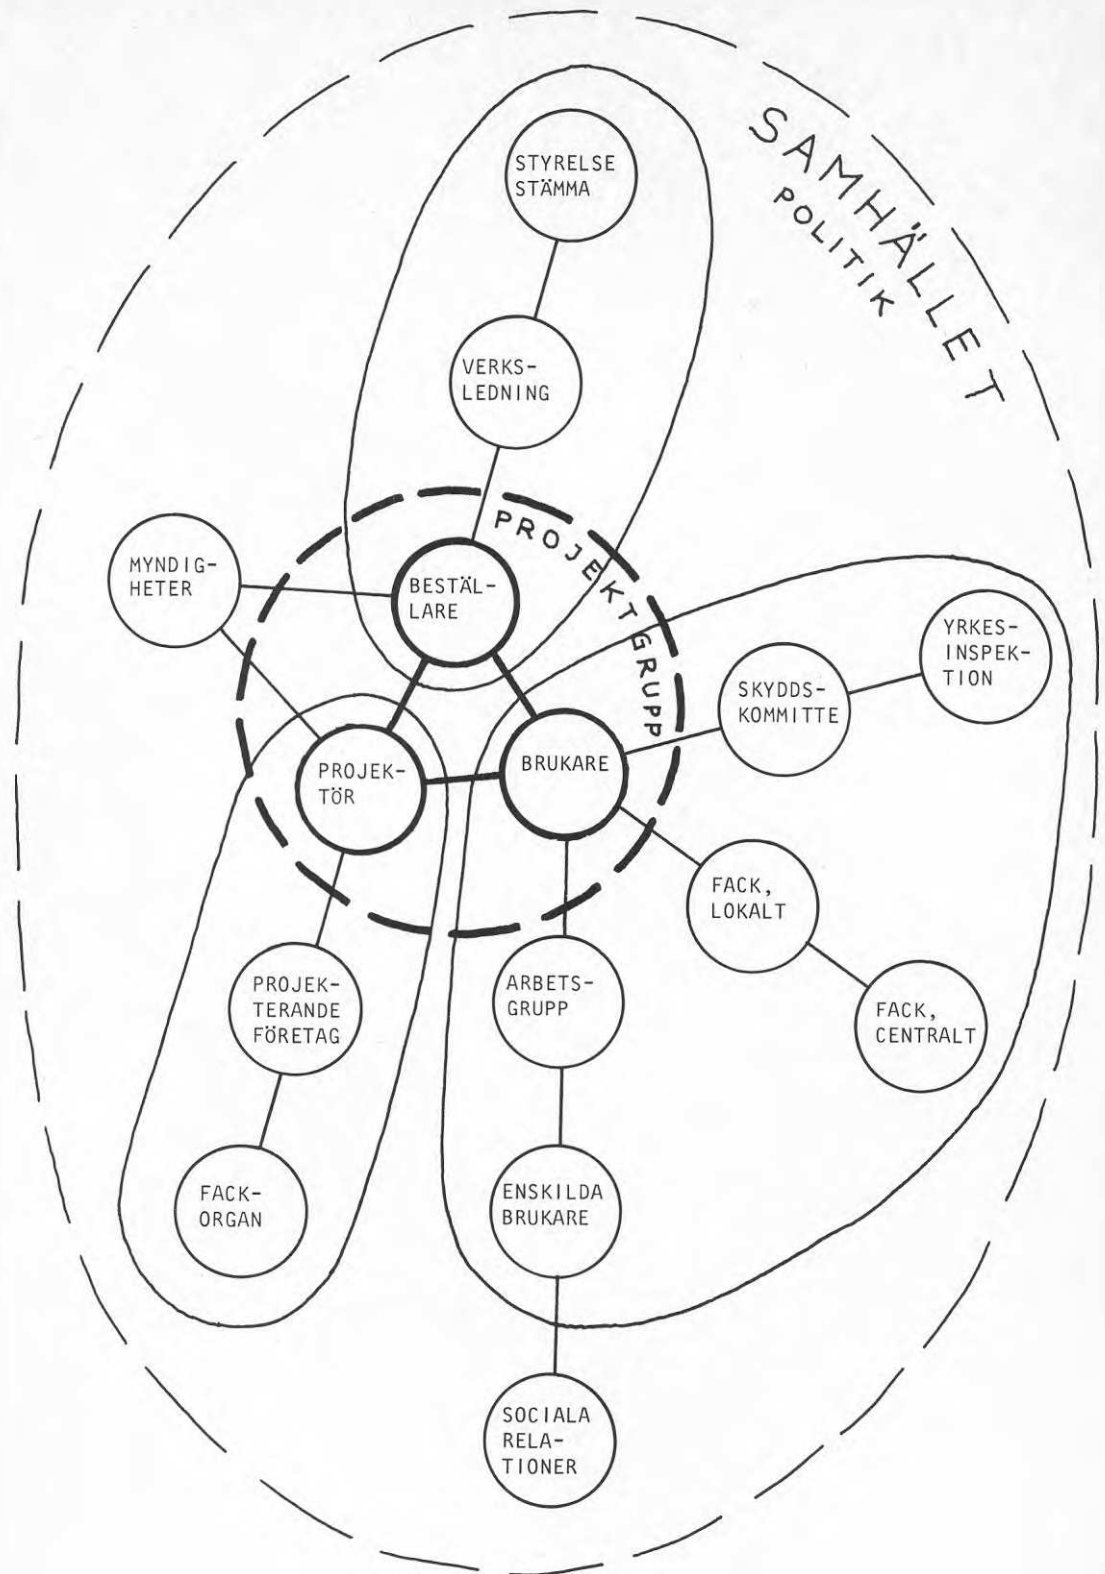 SAMHÄLLET
POLITIK
STYRELSE
STÄMMA
VERKS-
LEDNING
PROJEKTGRUPP
MYNDIG-
HETER
BESTÄL-
LARE
YRKES-
INSPEK-
TION
SKYDDS-
KOMMITTE
PROJEK-
TÖR
BRUKARE
FACK,
LOKALT
PROJEK-
TERANDE
FÖRETAG
ARBETS-
GRUPP
FACK,
CENTRALT
FACK-
ORGAN
ENSKILDA
BRUKARE
SOCIALA
RELA-
TIONER